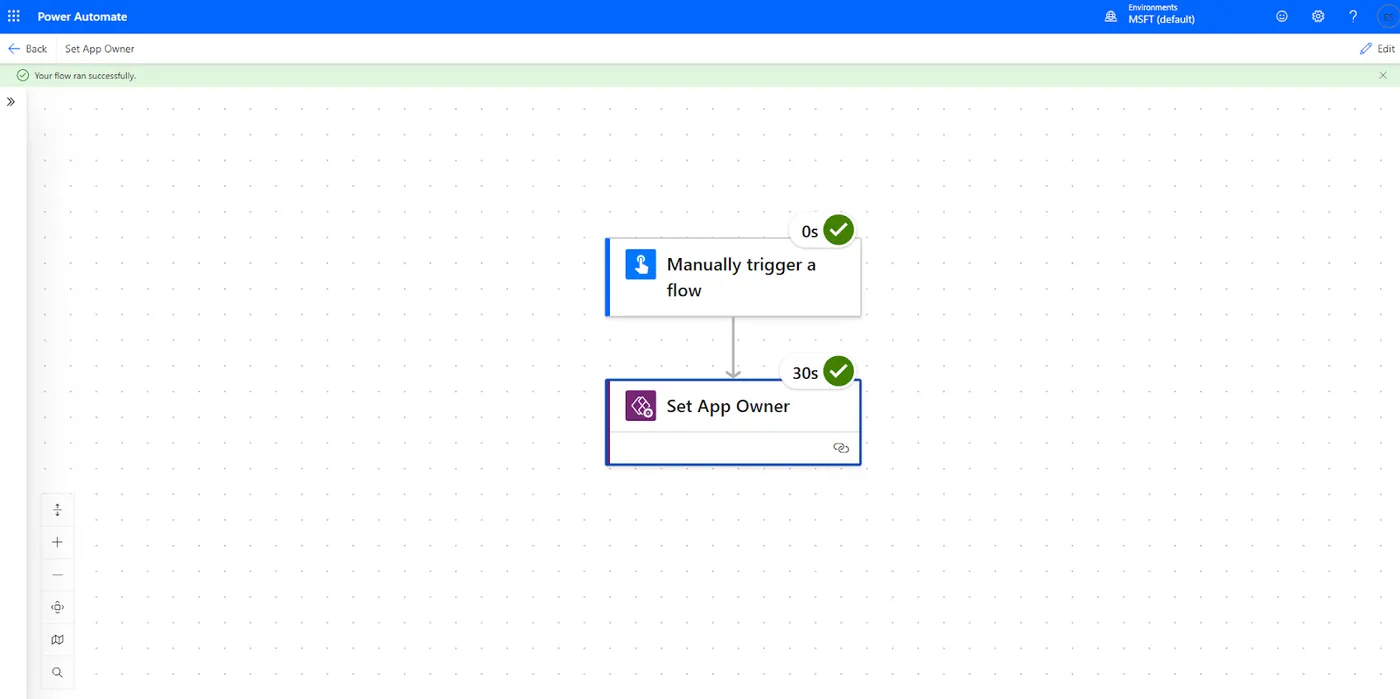 Power Automate
Environments
MSFT (default)
Back
Set App Owner
Edit
Your flow ran successfully.
0s
Manually trigger a
flow
30s
Set App Owner